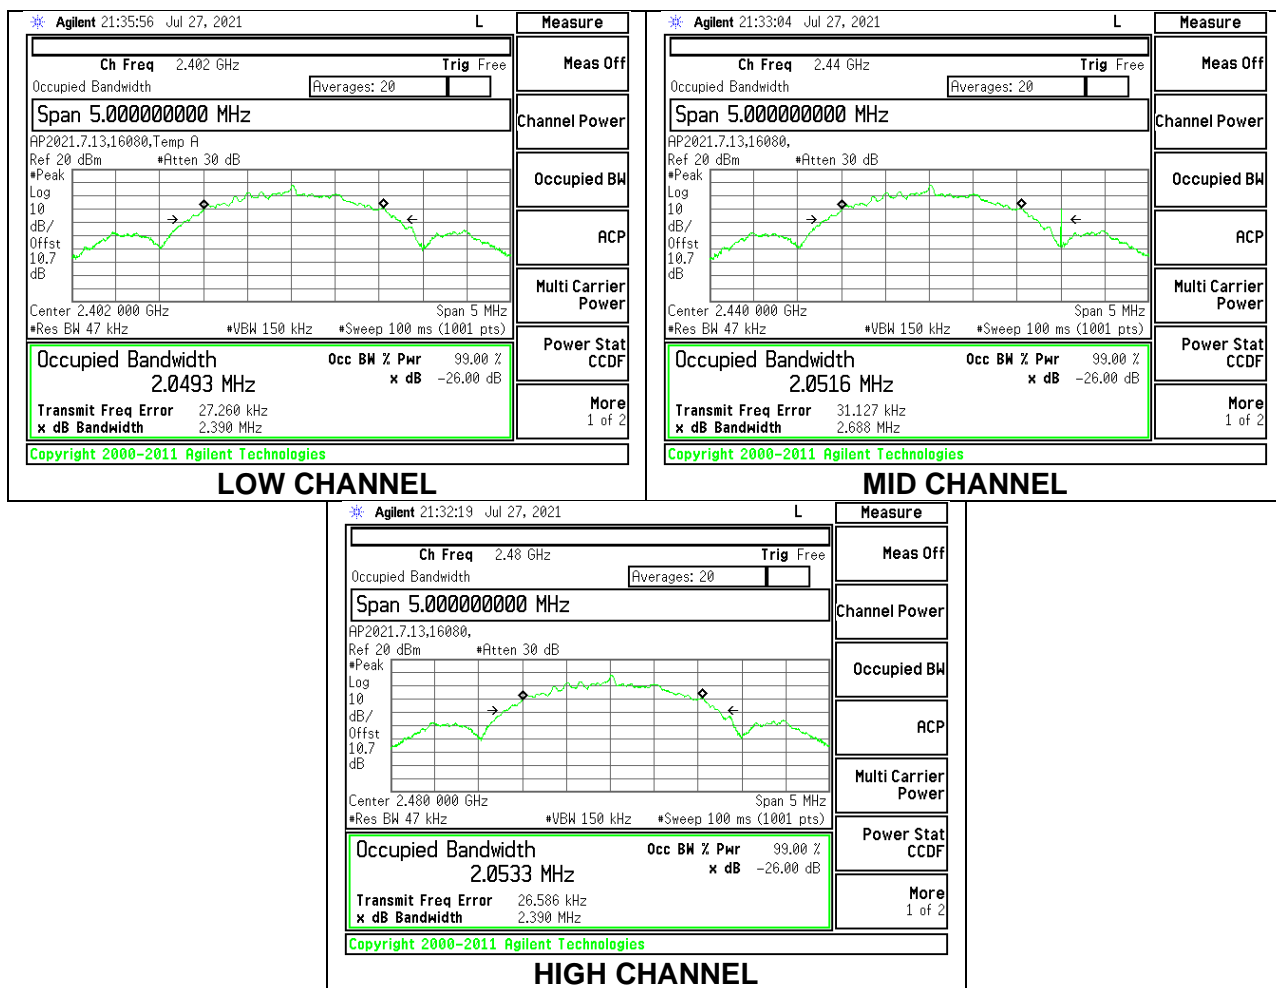 Agilent 21:35:56 Jul 27, 2021 L Measure
Ch Freq 2.402 GHz Trig Free
Occupied Bandwidth Averages: 20
Span 5.000000000 MHz
AP2021.7.13,16080,Temp A
Ref 20 dBm #Atten 30 dB
#Peak
Log
10
dB/
Offst
10.7
dB
Center 2.402 000 GHz Span 5 MHz
#Res BW 47 kHz #VBW 150 kHz #Sweep 100 ms (1001 pts)
Occupied Bandwidth Occ BW % Pwr 99.00 %
2.0493 MHz x dB -26.00 dB
Transmit Freq Error 27.260 kHz
x dB Bandwidth 2.390 MHz
Copyright 2000-2011 Agilent Technologies
Meas Off
Channel Power
Occupied BW
ACP
Multi Carrier
Power
Power Stat
CCDF
More
1 of 2
LOW CHANNEL
Agilent 21:33:04 Jul 27, 2021 L Measure
Ch Freq 2.44 GHz Trig Free
Occupied Bandwidth Averages: 20
Span 5.000000000 MHz
AP2021.7.13,16080,
Ref 20 dBm #Atten 30 dB
#Peak
Log
10
dB/
Offst
10.7
dB
Center 2.440 000 GHz Span 5 MHz
#Res BW 47 kHz #VBW 150 kHz #Sweep 100 ms (1001 pts)
Occupied Bandwidth Occ BW % Pwr 99.00 %
2.0516 MHz x dB -26.00 dB
Transmit Freq Error 31.127 kHz
x dB Bandwidth 2.688 MHz
Copyright 2000-2011 Agilent Technologies
Meas Off
Channel Power
Occupied BW
ACP
Multi Carrier
Power
Power Stat
CCDF
More
1 of 2
MID CHANNEL
Agilent 21:32:19 Jul 27, 2021 L Measure
Ch Freq 2.48 GHz Trig Free
Occupied Bandwidth Averages: 20
Span 5.000000000 MHz
AP2021.7.13,16080,
Ref 20 dBm #Atten 30 dB
#Peak
Log
10
dB/
Offst
10.7
dB
Center 2.480 000 GHz Span 5 MHz
#Res BW 47 kHz #VBW 150 kHz #Sweep 100 ms (1001 pts)
Occupied Bandwidth Occ BW % Pwr 99.00 %
2.0533 MHz x dB -26.00 dB
Transmit Freq Error 26.586 kHz
x dB Bandwidth 2.390 MHz
Copyright 2000-2011 Agilent Technologies
Meas Off
Channel Power
Occupied BW
ACP
Multi Carrier
Power
Power Stat
CCDF
More
1 of 2
HIGH CHANNEL